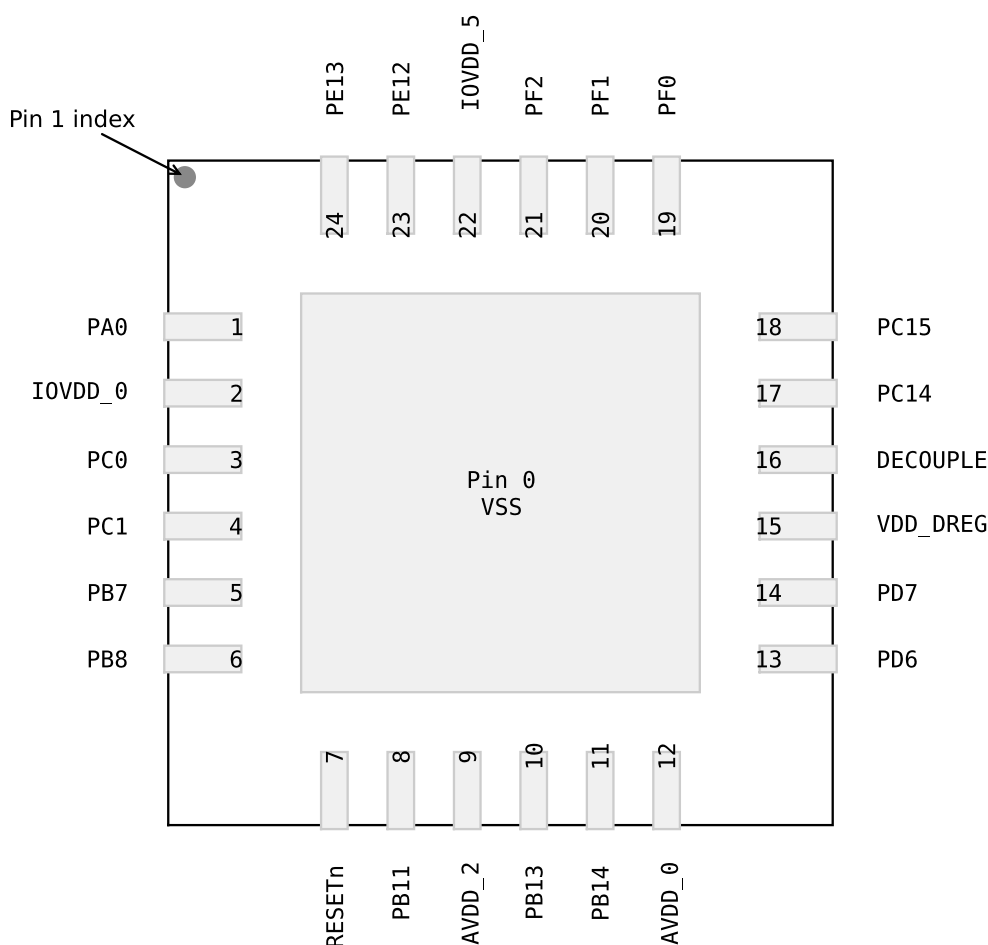 PE13
PE12
IOVDD_5
PF2
PF1
PF0
Pin 1 index
24
23
22
21
20
19
PA0 1
18 PC15
IOVDD_0 2
17 PC14
PC0 3
16 DECOUPLE
PC1 4
15 VDD_DREG
PB7 5
14 PD7
PB8 6
13 PD6
Pin 0
VSS
7
8
9
10
11
12
RESETn
PB11
AVDD_2
PB13
PB14
AVDD_0